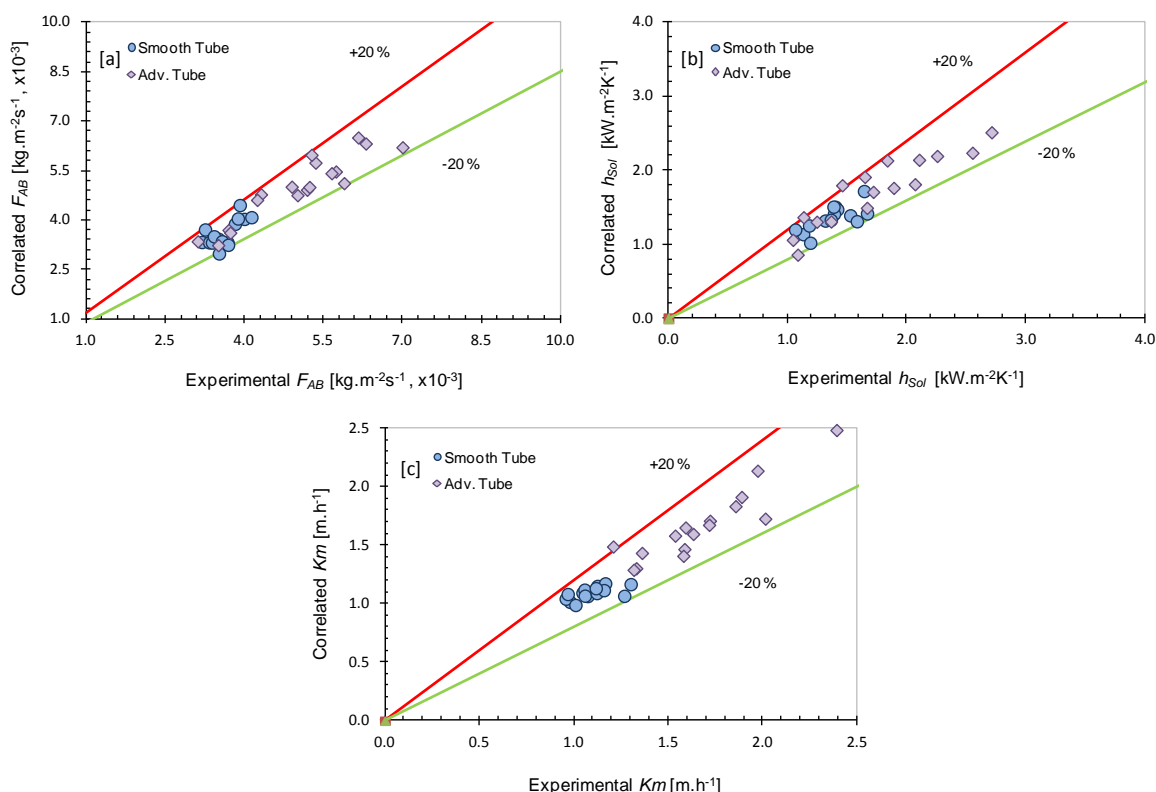 [a]
Smooth Tube
Adv. Tube
+20 %
-20 %
10.0
8.5
7.0
5.5
4.0
2.5
1.0
1.0
2.5
4.0
5.5
7.0
8.5
10.0
Correlated F_AB [kg.m-2s-1 , x10-3)
Experimental F_AB [kg.m-2s-1 , x10-3)
[b]
Smooth Tube
Adv. Tube
+20 %
-20 %
4.0
3.0
2.0
1.0
0.0
0.0
1.0
2.0
3.0
4.0
Correlated h_Sol [kW.m-2K-1]
Experimental h_Sol [kW.m-2K-1]
[c]
Smooth Tube
Adv. Tube
+20 %
-20 %
2.5
2.0
1.5
1.0
0.5
0.0
0.0
0.5
1.0
1.5
2.0
2.5
Correlated Km [m.h-1]
Experimental Km [m.h-1]